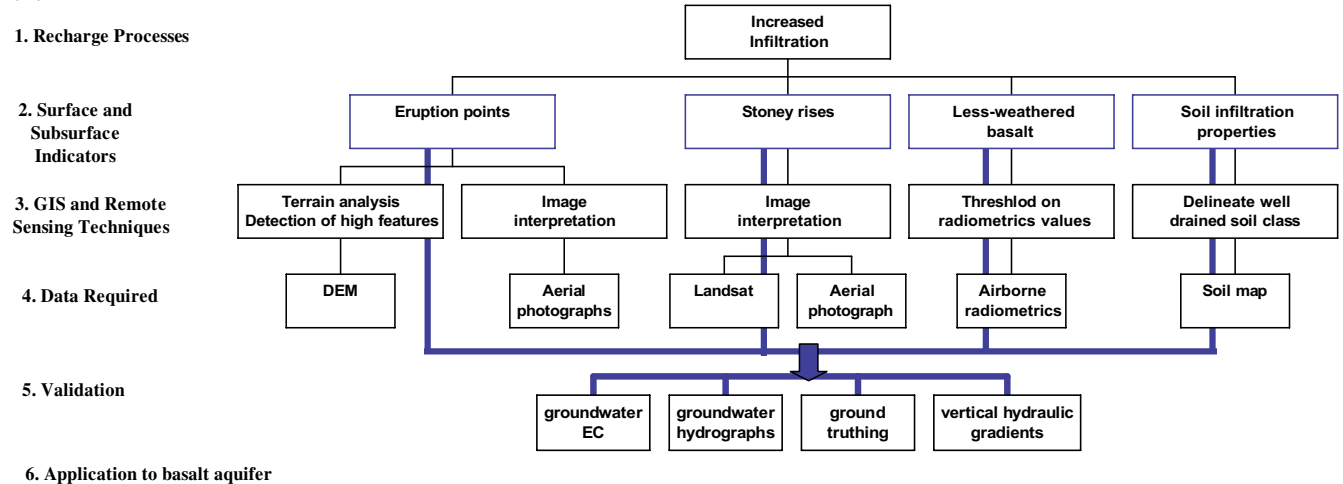 Increased
Infiltration
1. Recharge Processes
Eruption points
Stoney rises
Less-weathered
basalt
Soil infiltration
properties
2. Surface and
Subsurface
Indicators
Terrain analysis
Detection of high features
Image
interpretation
Image
interpretation
Threshlod on
radiometrics values
Delineate well
drained soil class
3. GIS and Remote
Sensing Techniques
DEM
Aerial
photographs
Landsat
Aerial
photograph
Airborne
radiometrics
Soil map
4. Data Required
5. Validation
groundwater
EC
groundwater
hydrographs
ground
truthing
vertical hydraulic
gradients
6. Application to basalt aquifer